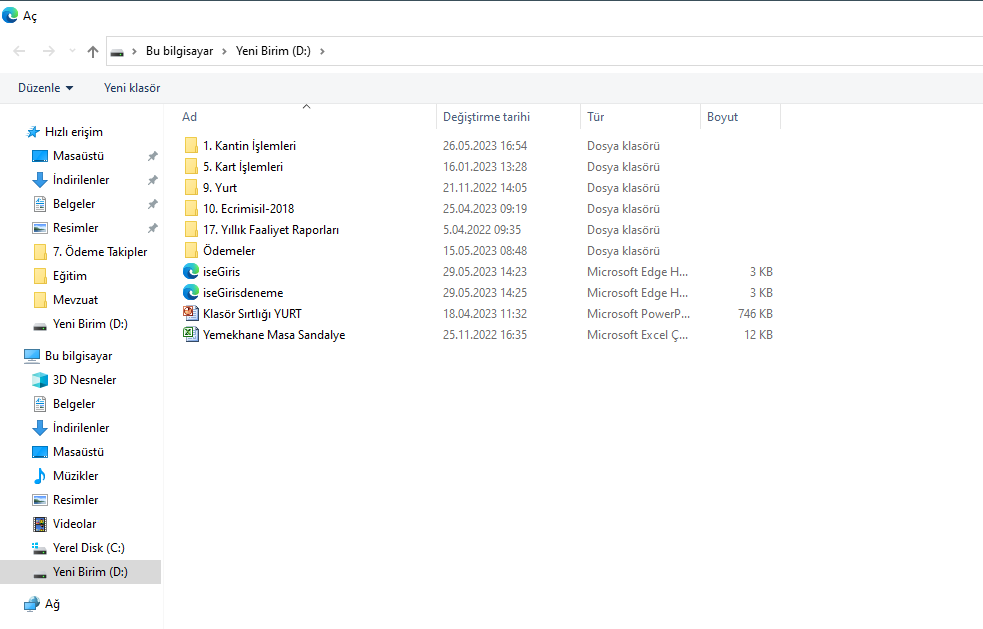 Aç
Bu bilgisayar
Yeni Birim (D:)
Düzenle
Yeni klasör
Hızlı erişim
Masaüstü
İndirilenler
Belgeler
Resimler
7. Ödeme Takipler
Eğitim
Mevzuat
Yeni Birim (D:)
Bu bilgisayar
3D Nesneler
Belgeler
İndirilenler
Masaüstü
Müzikler
Resimler
Videolar
Yerel Disk (C:)
Yeni Birim (D:)
Ağ
Ad Değiştirme tarihi Tür Boyut
1. Kantin İşlemleri 26.05.2023 16:54 Dosya klasörü
5. Kart İşlemleri 16.01.2023 13:28 Dosya klasörü
9. Yurt 21.11.2022 14:05 Dosya klasörü
10. Ecrimisil-2018 25.04.2023 09:19 Dosya klasörü
17. Yıllık Faaliyet Raporları 5.04.2022 09:35 Dosya klasörü
Ödemeler 15.05.2023 08:48 Dosya klasörü
iseGiris 29.05.2023 14:23 Microsoft Edge H... 3 KB
iseGirisdeneme 29.05.2023 14:25 Microsoft Edge H... 3 KB
Klasör Sırtlığı YURT 18.04.2023 11:32 Microsoft PowerP... 746 KB
Yemekhane Masa Sandalye 25.11.2022 16:35 Microsoft Excel Ç... 12 KB